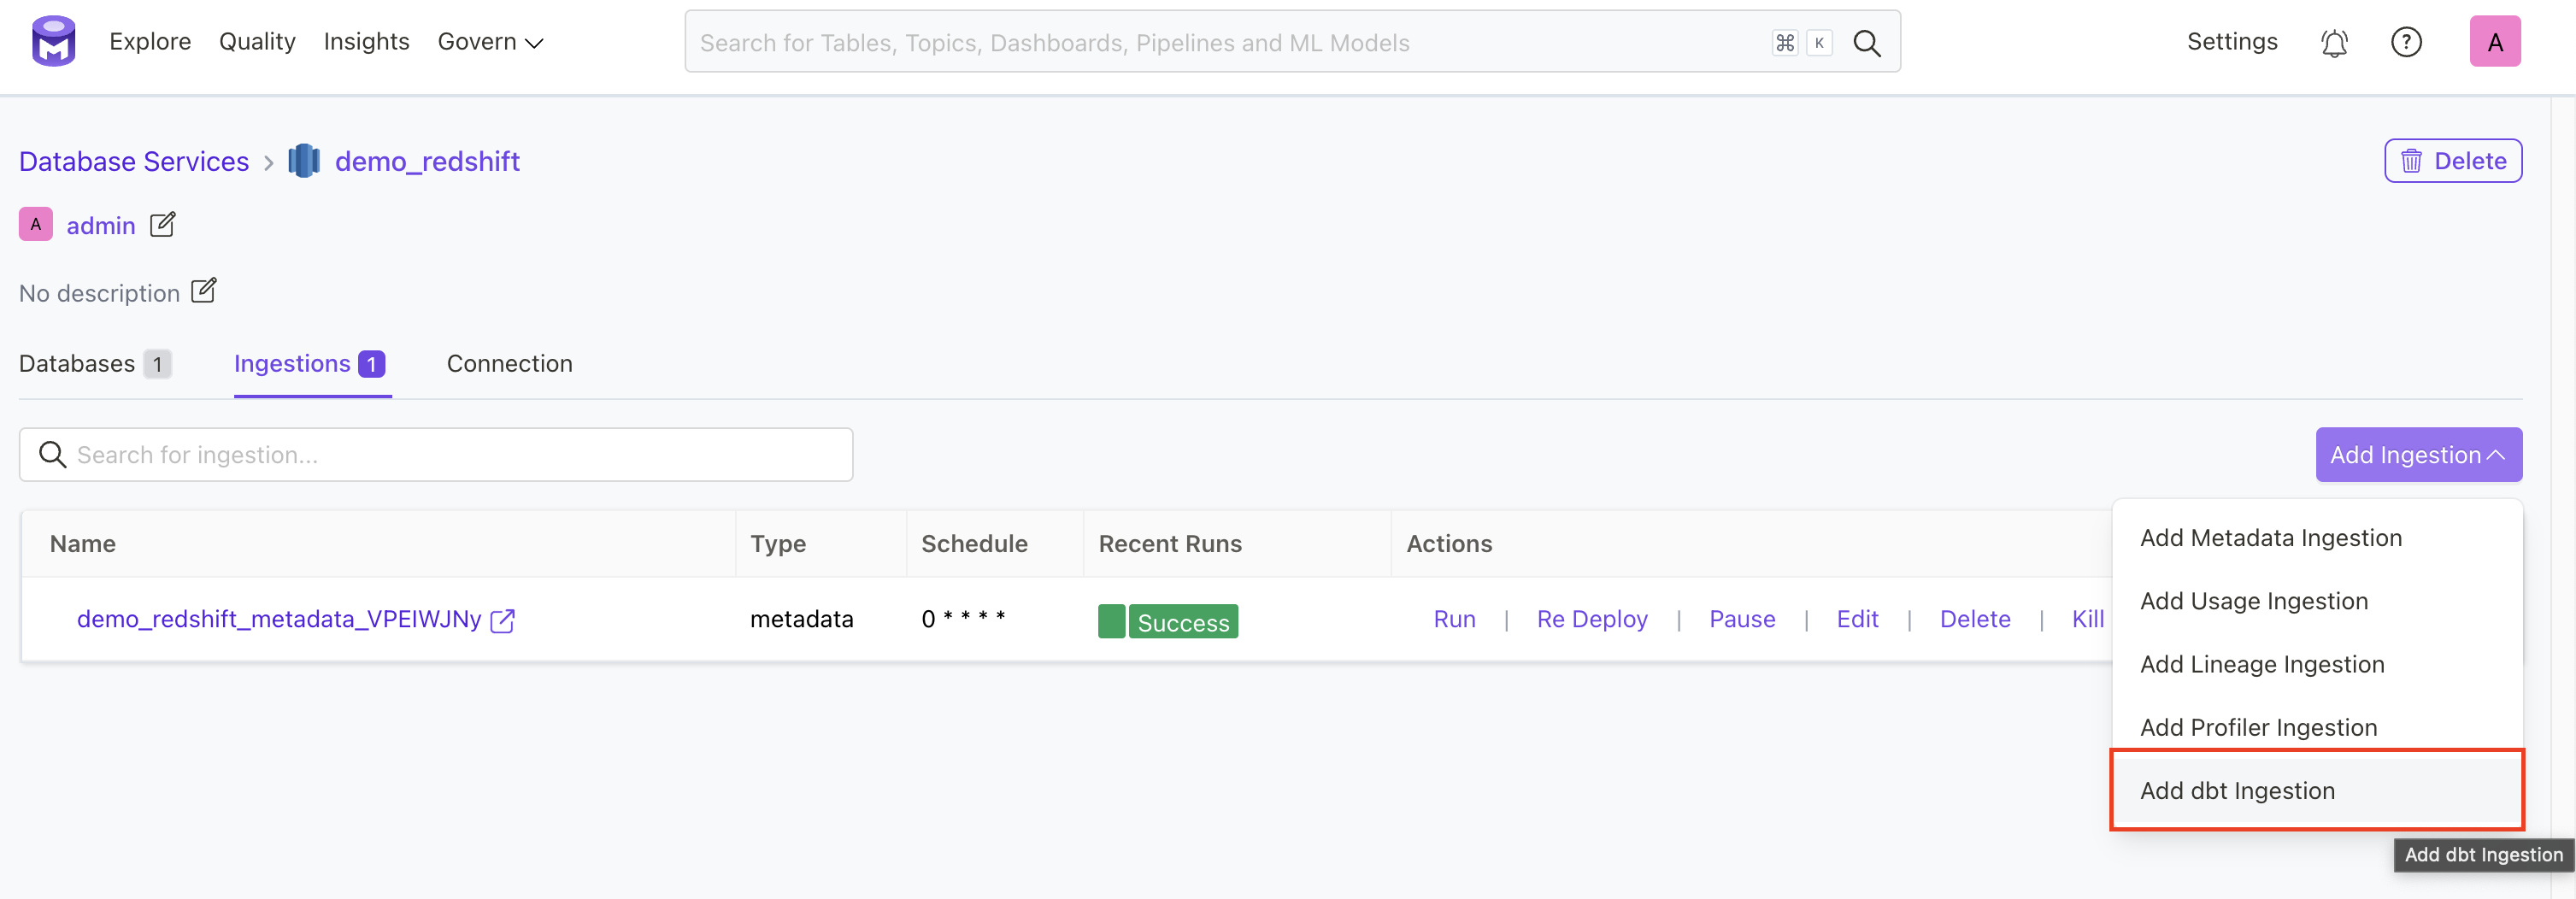 Explore Quality Insights Govern
Search for Tables, Topics, Dashboards, Pipelines and ML Models ⌘ K
Settings ? A
Database Services > demo_redshift
Delete
A admin
No description
Databases 1 Ingestions 1 Connection
Search for ingestion...
Add Ingestion
Name Type Schedule Recent Runs Actions
demo_redshift_metadata_VPEIWJNy metadata 0 * * * * Success Run | Re Deploy | Pause | Edit | Delete | Kill
Add Metadata Ingestion
Add Usage Ingestion
Add Lineage Ingestion
Add Profiler Ingestion
Add dbt Ingestion
Add dbt Ingestion